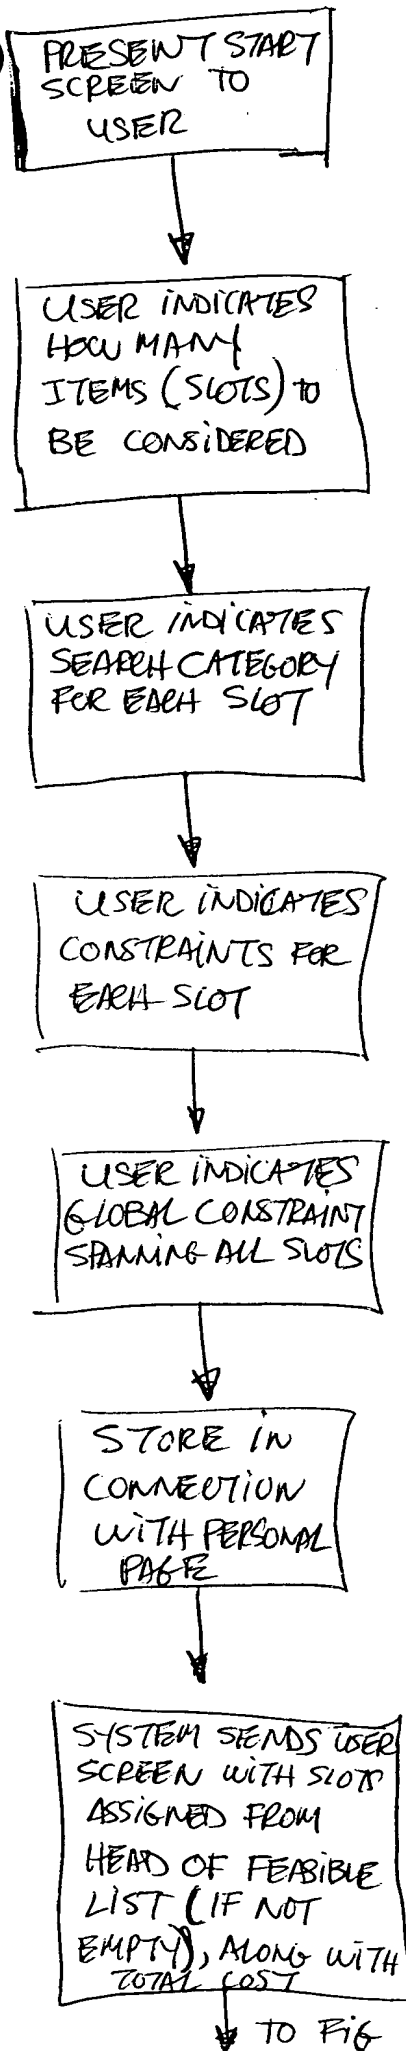 PRESENT START
SCREEN TO
USER
USER INDICATES
HOW MANY
ITEMS (SLOTS) TO
BE CONSIDERED
USER INDICATES
SEARCH CATEGORY
FOR EACH SLOT
USER INDICATES
CONSTRAINTS FOR
EACH SLOT
USER INDICATES
GLOBAL CONSTRAINT
SPANNING ALL SLOTS
STORE IN
CONNECTION
WITH PERSONAL
PAGE
SYSTEM SENDS USER
SCREEN WITH SLOTS
ASSIGNED FROM
HEAD OF FEASIBLE
LIST (IF NOT
EMPTY), ALONG WITH
TOTAL COST
TO FIG